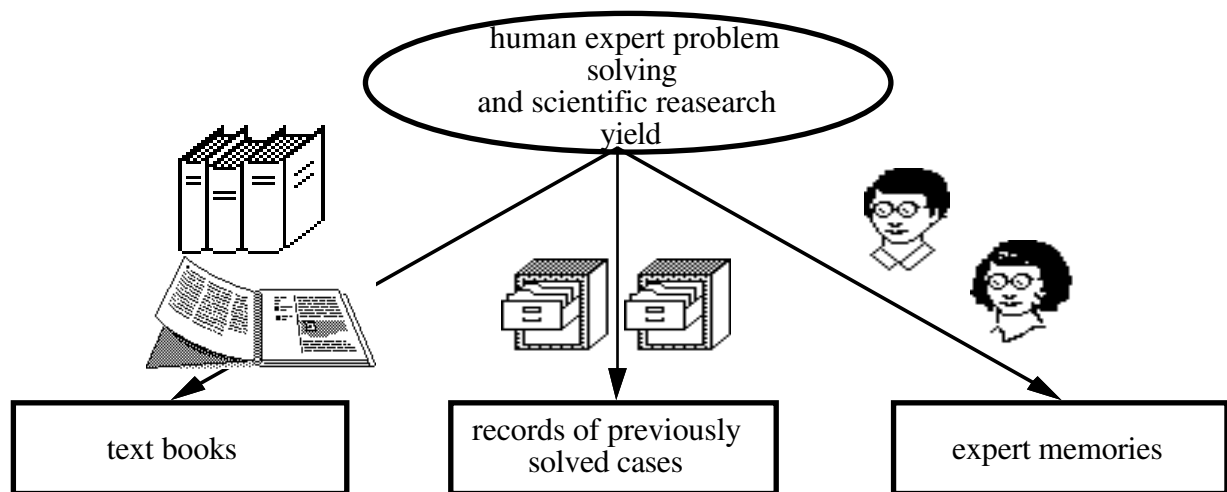 human expert problem
solving
and scientific reasearch
yield
text books
records of previously
solved cases
expert memories